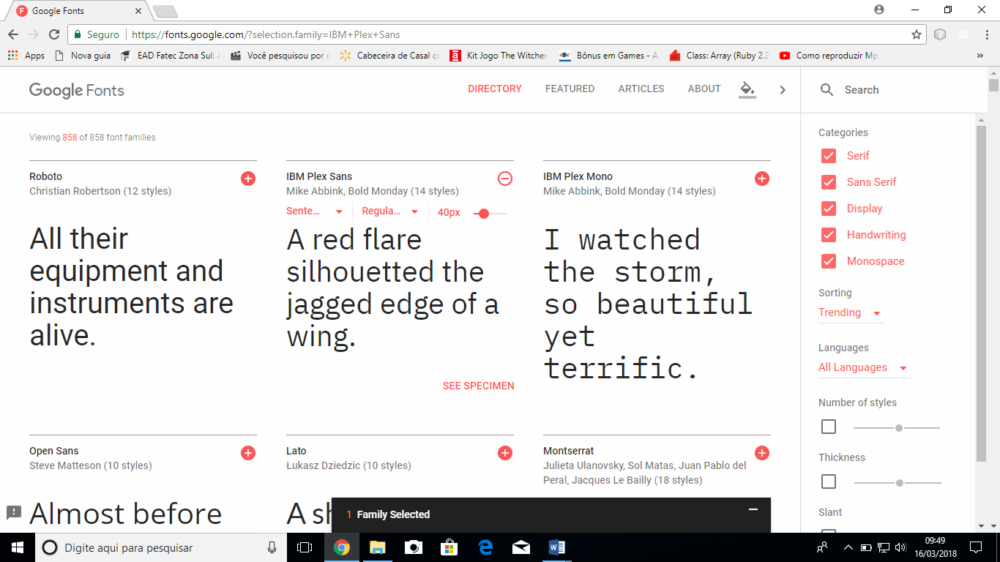 Google Fonts
Seguro https://fonts.google.com/?selection.family=IBM+Plex+Sans
Apps Nova guia EAD Fatec Zona Sul: Você pesquisou por Cabeceira de Casal Kit Jogo The Witcher Bônus em Games - Class: Array (Ruby 2.2 Como reproduzir Mp »
Google Fonts DIRECTORY FEATURED ARTICLES ABOUT Search
Viewing 858 of 858 font families
Roboto
Christian Robertson (12 styles)
All their
equipment and
instruments are
alive.
IBM Plex Sans
Mike Abbink, Bold Monday (14 styles)
Sente... Regula... 40px
A red flare
silhouetted the
jagged edge of a
wing.
SEE SPECIMEN
IBM Plex Mono
Mike Abbink, Bold Monday (14 styles)
I watched
the storm,
so beautiful
yet
terrific.
Open Sans
Steve Matteson (10 styles)
Almost before
Lato
Łukasz Dziedzic (10 styles)
A sh
Montserrat
Julieta Ulanovsky, Sol Matas, Juan Pablo del
Peral, Jacques Le Bailly (18 styles)
1 Family Selected
Categories
Serif
Sans Serif
Display
Handwriting
Monospace
Sorting
Trending
Languages
All Languages
Number of styles
Thickness
Slant
Digite aqui para pesquisar
09:49
16/03/2018